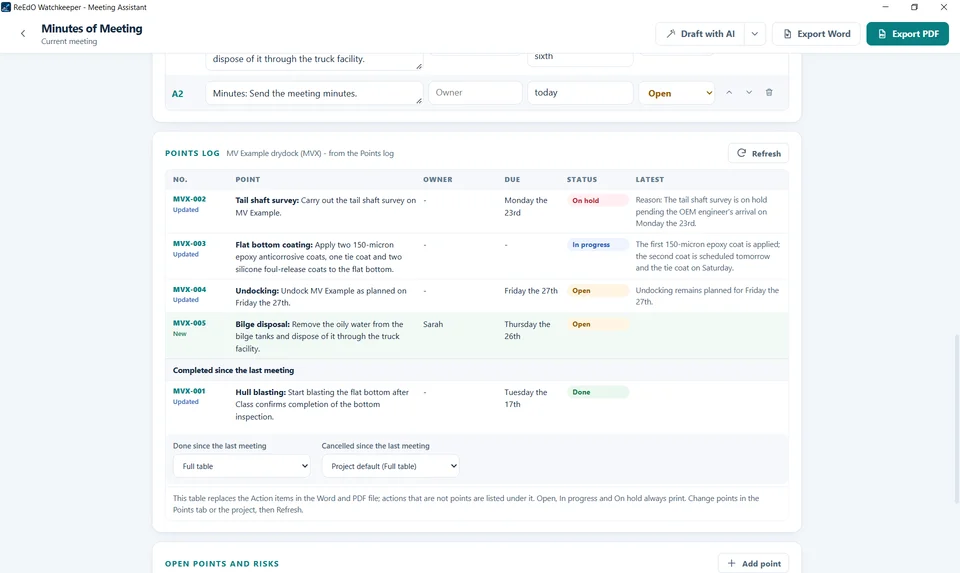 ReEdO Watchkeeper - Meeting Assistant
Minutes of Meeting
Current meeting
Draft with AI
Export Word
Export PDF
dispose of it through the truck facility.
sixth
A2
Minutes: Send the meeting minutes.
Owner
today
Open
POINTS LOG MV Example drydock (MVX) - from the Points log
Refresh
NO. POINT OWNER DUE STATUS LATEST
MVX-002
Updated
Tail shaft survey: Carry out the tail shaft survey on
MV Example.
-
Monday the
23rd
On hold
Reason: The tail shaft survey is on hold
pending the OEM engineer's arrival on
Monday the 23rd.
MVX-003
Updated
Flat bottom coating: Apply two 150-micron
epoxy anticorrosive coats, one tie coat and two
silicone foul-release coats to the flat bottom.
-
-
In progress
The first 150-micron epoxy coat is applied;
the second coat is scheduled tomorrow
and the tie coat on Saturday.
MVX-004
Updated
Undocking: Undock MV Example as planned on
Friday the 27th.
-
Friday the 27th
Open
Undocking remains planned for Friday the
27th.
MVX-005
New
Bilge disposal: Remove the oily water from the
bilge tanks and dispose of it through the truck
facility.
Sarah
Thursday the
26th
Open
Completed since the last meeting
MVX-001
Updated
Hull blasting: Start blasting the flat bottom after
Class confirms completion of the bottom
inspection.
-
Tuesday the
17th
Done
Done since the last meeting
Full table
Cancelled since the last meeting
Project default (Full table)
This table replaces the Action items in the Word and PDF file; actions that are not points are listed under it. Open, In progress and On hold always print. Change points in the
Points tab or the project, then Refresh.
OPEN POINTS AND RISKS
Add point